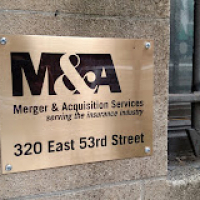 M&A
Merger & Acquisition Services
serving the insurance industry
320 East 53rd Street